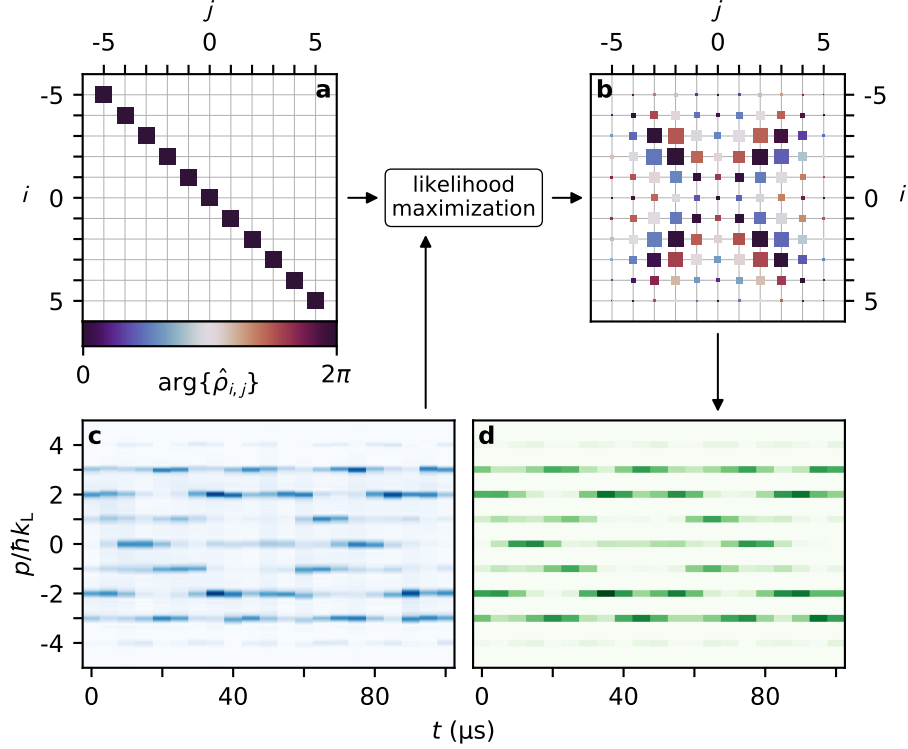 j
j
-5 0 5
-5 0 5
a
b
-5
0
5
i
-5
0
5
i
likelihood
maximization
0
2π
arg{ρ̂i,j}
c
d
4
2
0
-2
-4
p/ħkL
0 40 80
0 40 80
t (μs)